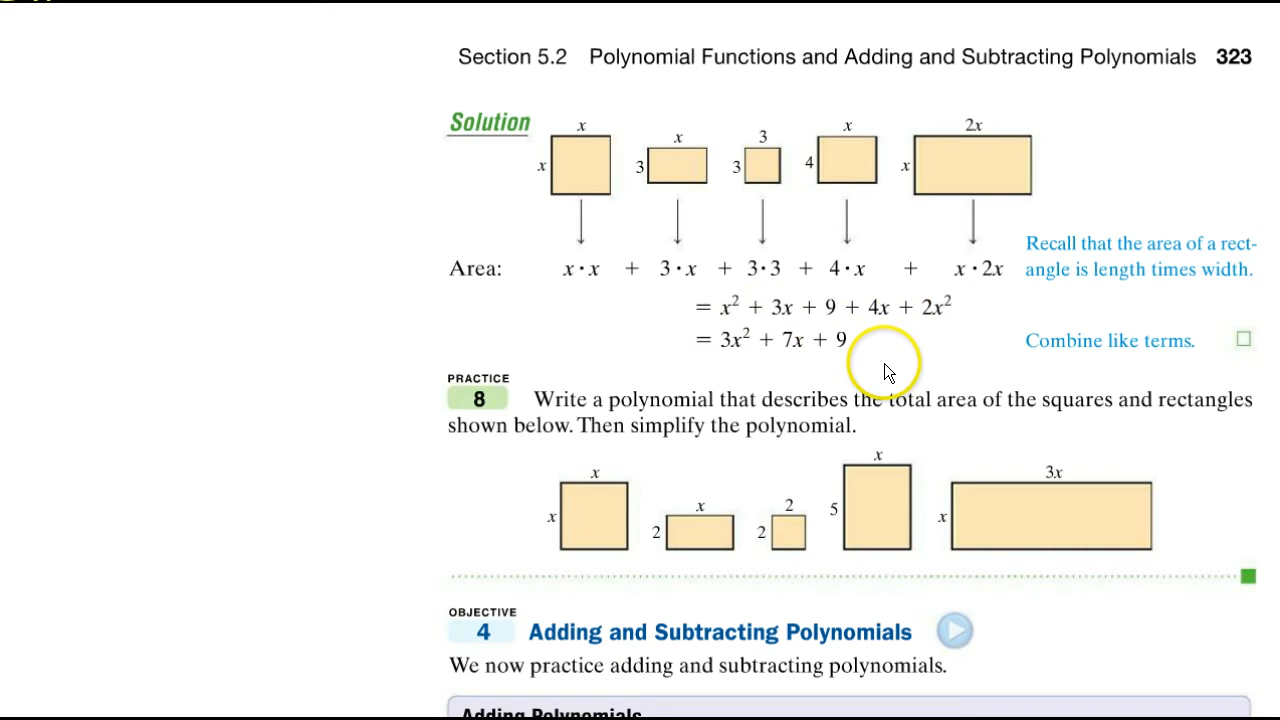 Section 5.2 Polynomial Functions and Adding and Subtracting Polynomials 323
Solution
x x 3 x 2x
x 3 3 4 x
Recall that the area of a rect-
Area: x·x + 3·x + 3·3 + 4·x + x·2x angle is length times width.
= x² + 3x + 9 + 4x + 2x²
= 3x² + 7x + 9 Combine like terms.
PRACTICE
8 Write a polynomial that describes the total area of the squares and rectangles
shown below. Then simplify the polynomial.
x x 2 x 3x
x 2 2 5 x
OBJECTIVE
4 Adding and Subtracting Polynomials
We now practice adding and subtracting polynomials.
Adding Polynomials